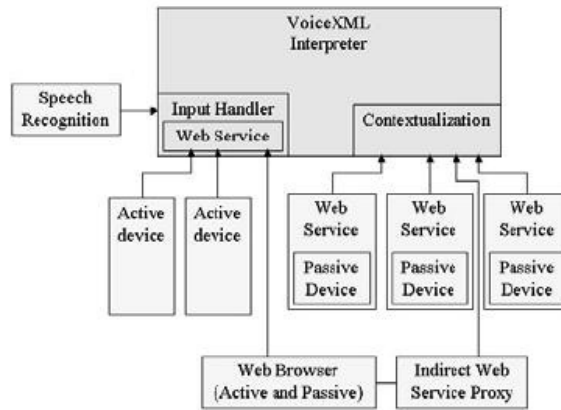 VoiceXML
Interpreter
Speech
Recognition
Input Handler
Web Service
Contextualization
Active
device
Active
device
Web
Service
Passive
Device
Web
Service
Passive
Device
Web
Service
Passive
Device
Web Browser
(Active and Passive)
Indirect Web
Service Proxy